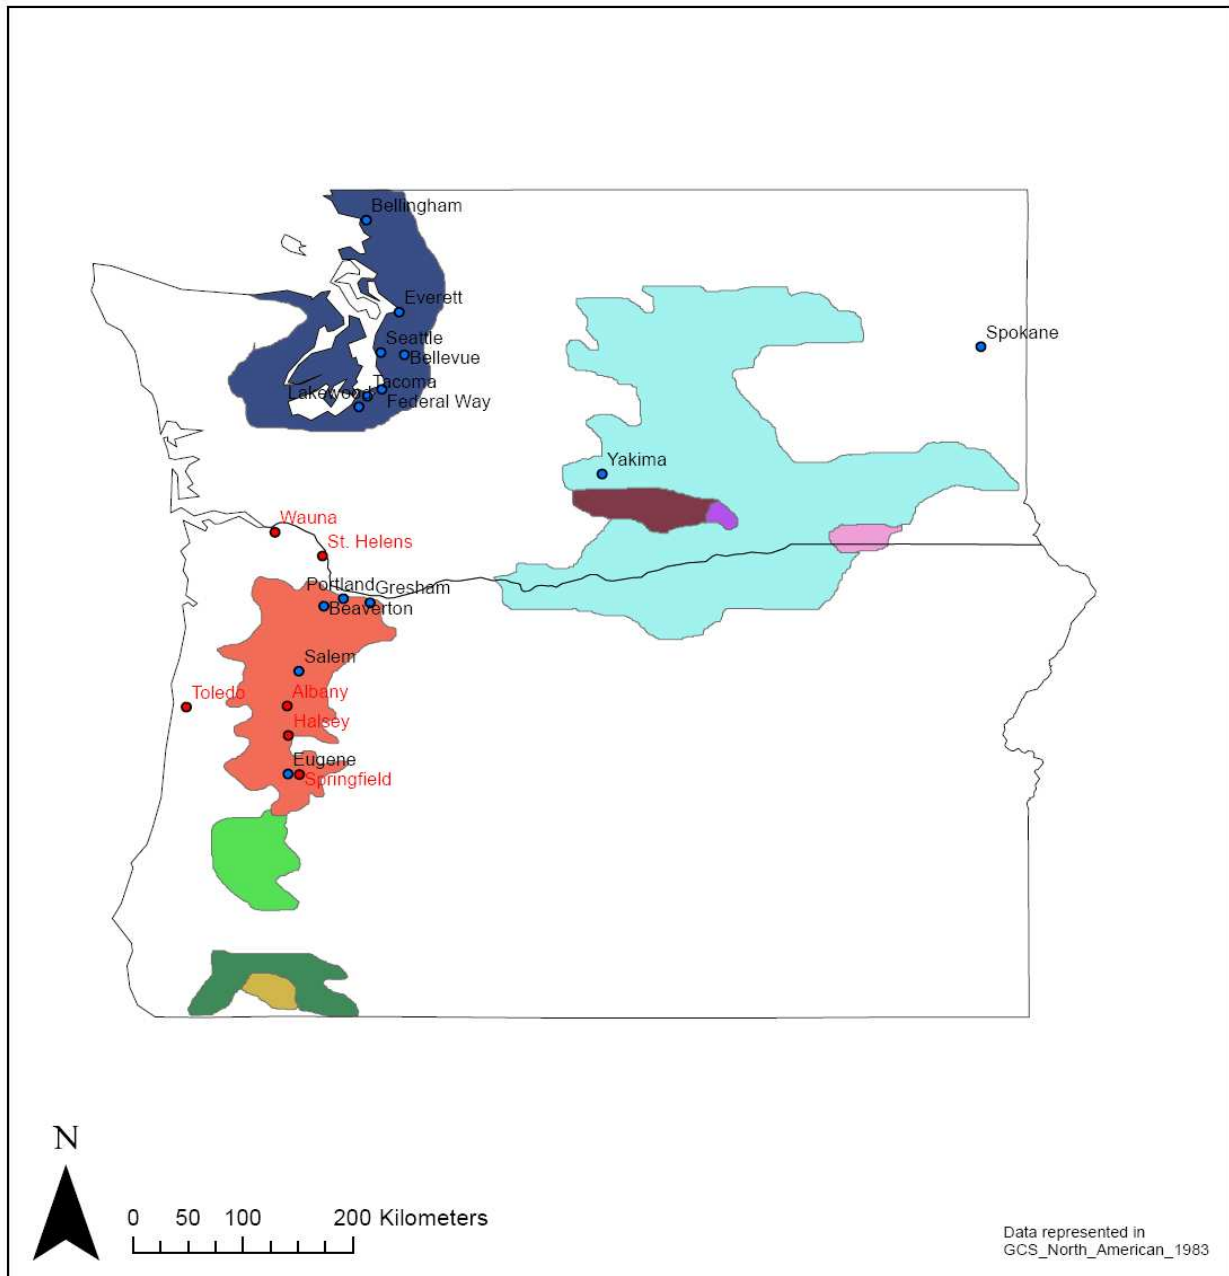 Bellingham
Everett
Seattle
Bellevue
Tacoma
Lakewood
Federal Way
Spokane
Yakima
Wauna
St. Helens
Portland
Gresham
Beaverton
Salem
Toledo
Albany
Halsey
Eugene
Springfield
N
0 50 100 200 Kilometers
Data represented in
GCS_North_American_1983